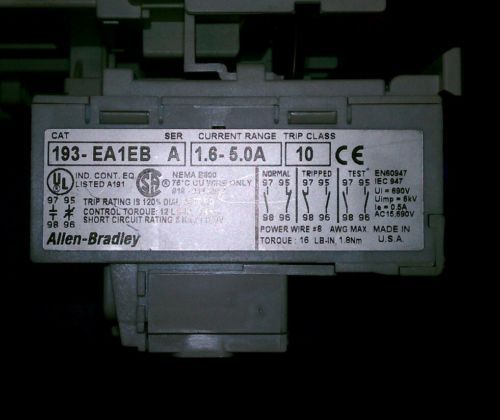 CAT SER CURRENT RANGE TRIP CLASS
193- EA1EB A 1.6- 5.0A 10 CE
UL IND. CONT. EQ.
LISTED A191
NEMA B600
75°C CU WIRE ONLY
97 95
98 96
TRIP RATING IS 120% DIAL
CONTROL TORQUE: 12
SHORT CIRCUIT RATING
Allen-Bradley
NORMAL TRIPPED TEST
97 95 97 95 97 95
98 96 98 96 98 96
POWER WIRE #8 AWG MAX.
TORQUE: 16 LB-IN, 1.8Nm
EN60947
IEC 947
Ui = 690V
Uimp = 6kV
Ie = 0.5A
AC15,690V
MADE IN
U.S.A.